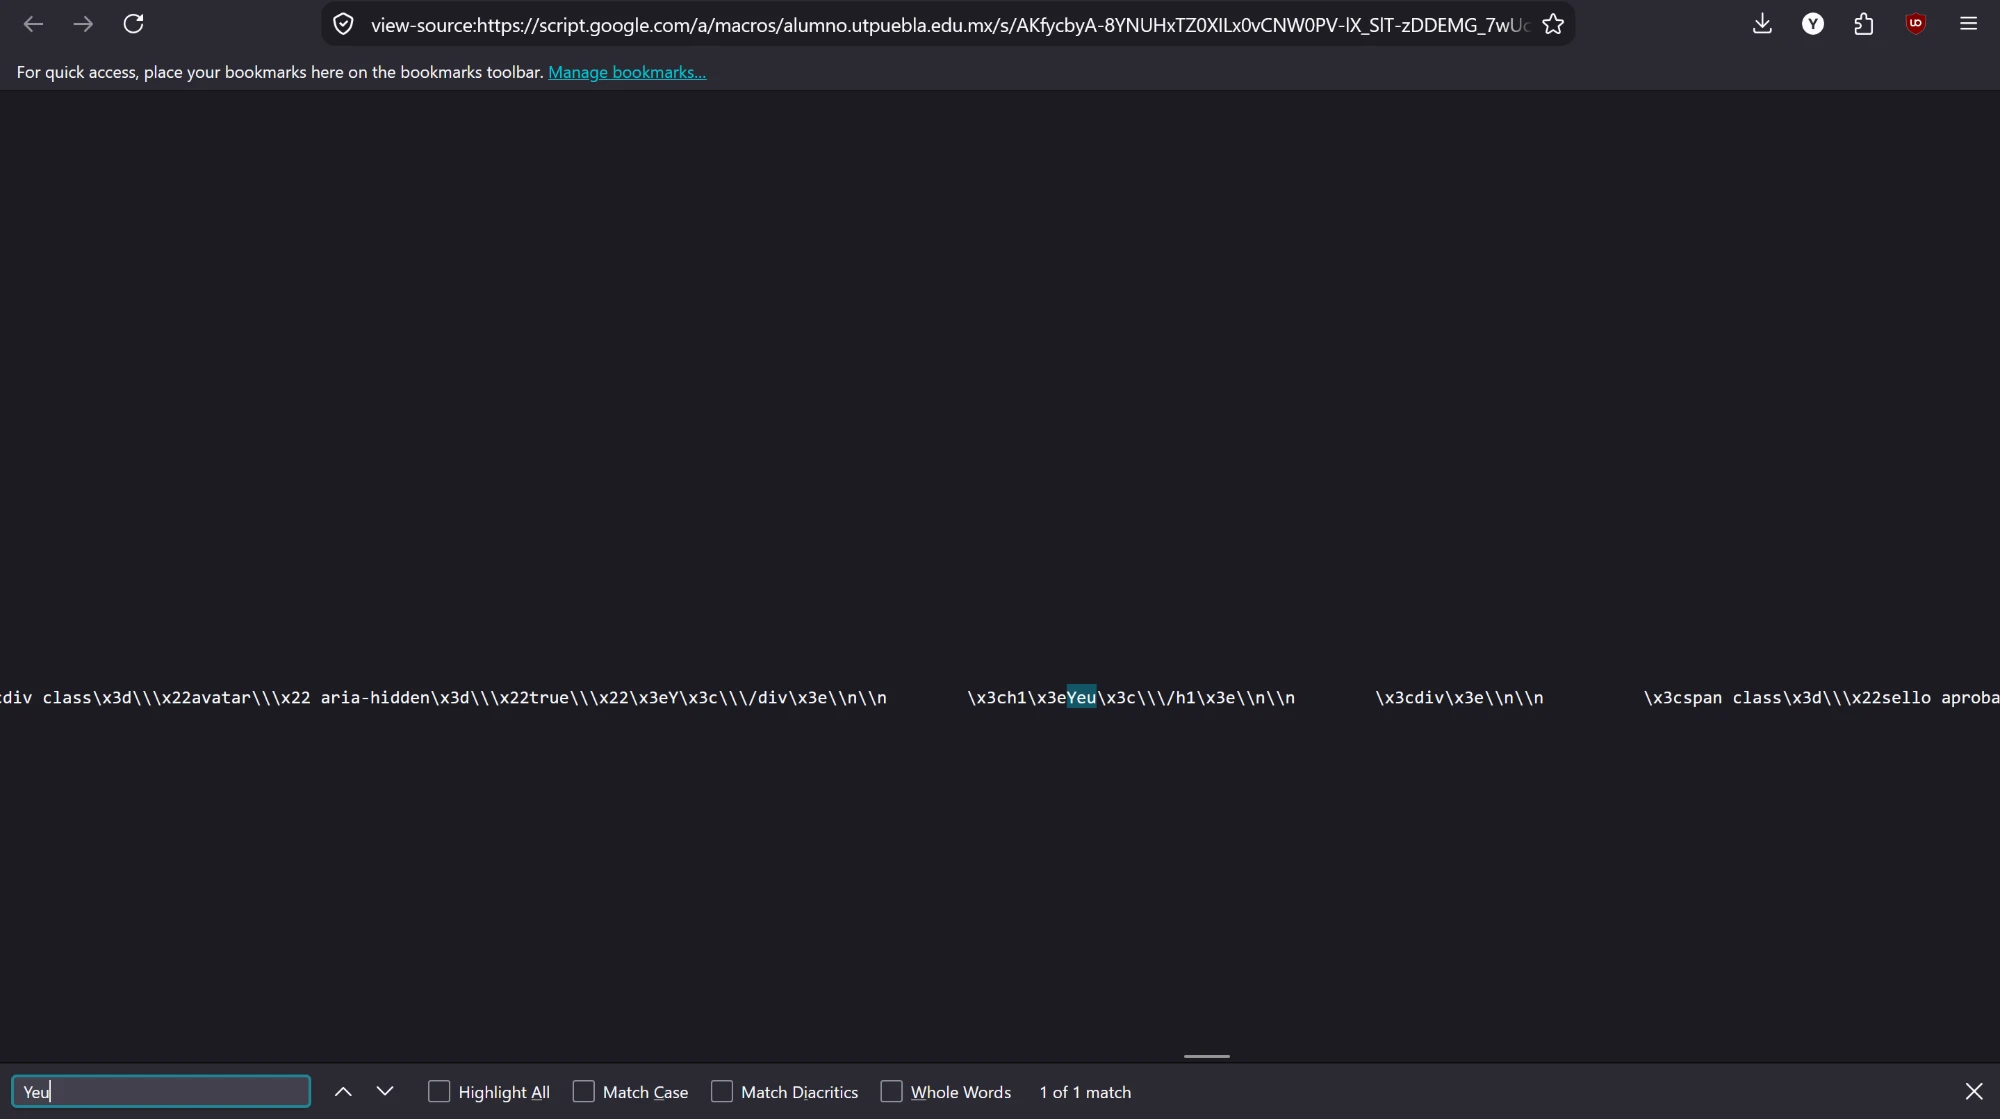 view-source:https://script.google.com/a/macros/alumno.utpuebla.edu.mx/s/AKfycbyA-8YNUHxTZ0XlLx0vCNW0PV-lX_SlT-zDDEMG_7wUc
Y
For quick access, place your bookmarks here on the bookmarks toolbar. Manage bookmarks...
div class\x3d\\\x22avatar\\\x22 aria-hidden\x3d\\\x22true\\\x22\x3eY\x3c\\\/div\x3e\\n\\n \x3ch1\x3eYeu\x3c\\\/h1\x3e\\n\\n \x3cdiv\x3e\\n\\n \x3cspan class\x3d\\\x22sello aproba
Yeu Highlight All Match Case Match Diacritics Whole Words 1 of 1 match